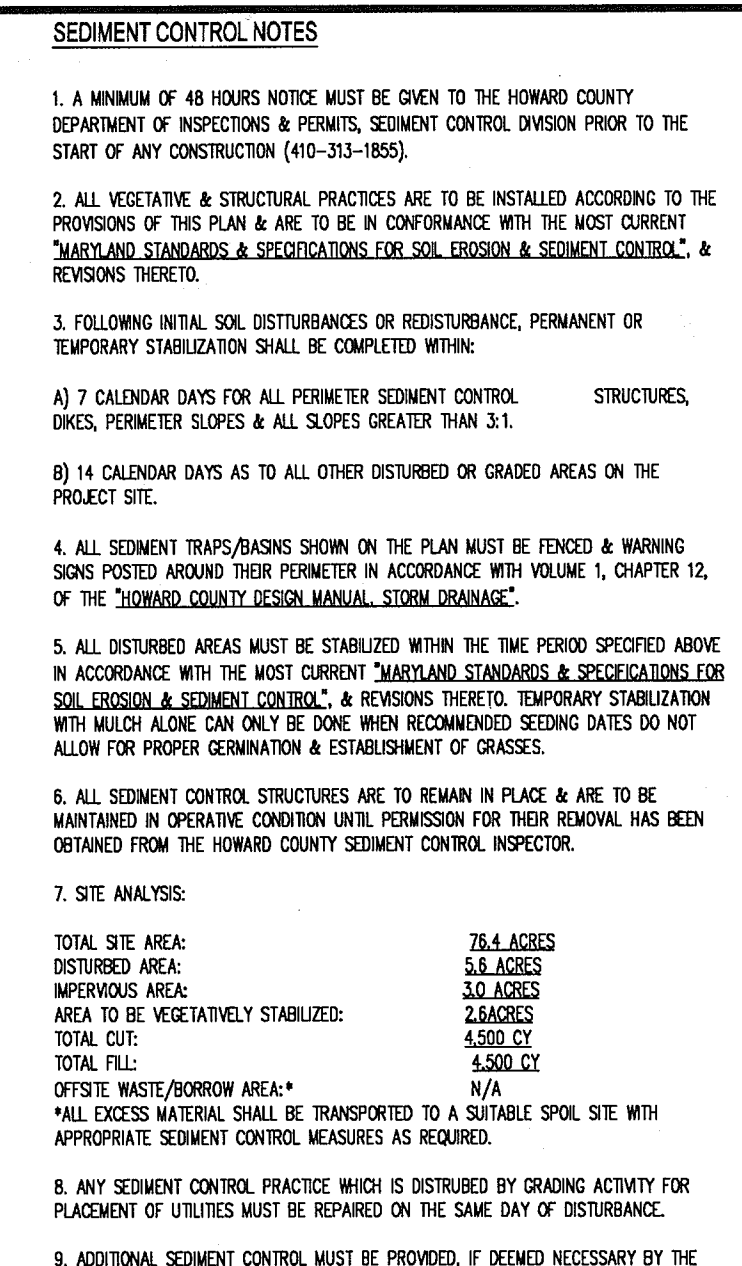 SEDIMENT CONTROL NOTES
1. A MINIMUM OF 48 HOURS NOTICE MUST BE GIVEN TO THE HOWARD COUNTY
DEPARTMENT OF INSPECTIONS & PERMITS, SEDIMENT CONTROL DIVISION PRIOR TO THE
START OF ANY CONSTRUCTION (410-313-1855).
2. ALL VEGETATIVE & STRUCTURAL PRACTICES ARE TO BE INSTALLED ACCORDING TO THE
PROVISIONS OF THIS PLAN & ARE TO BE IN CONFORMANCE WITH THE MOST CURRENT
"MARYLAND STANDARDS & SPECIFICATIONS FOR SOIL EROSION & SEDIMENT CONTROL", &
REVISIONS THERETO.
3. FOLLOWING INITIAL SOIL DISTTURBANCES OR REDISTURBANCE, PERMANENT OR
TEMPORARY STABILIZATION SHALL BE COMPLETED WITHIN:
A) 7 CALENDAR DAYS FOR ALL PERIMETER SEDIMENT CONTROL STRUCTURES,
DIKES, PERIMETER SLOPES & ALL SLOPES GREATER THAN 3:1.
B) 14 CALENDAR DAYS AS TO ALL OTHER DISTURBED OR GRADED AREAS ON THE
PROJECT SITE.
4. ALL SEDIMENT TRAPS/BASINS SHOWN ON THE PLAN MUST BE FENCED & WARNING
SIGNS POSTED AROUND THEIR PERIMETER IN ACCORDANCE WITH VOLUME 1, CHAPTER 12,
OF THE "HOWARD COUNTY DESIGN MANUAL, STORM DRAINAGE".
5. ALL DISTURBED AREAS MUST BE STABILIZED WITHIN THE TIME PERIOD SPECIFIED ABOVE
IN ACCORDANCE WITH THE MOST CURRENT "MARYLAND STANDARDS & SPECIFICATIONS FOR
SOIL EROSION & SEDIMENT CONTROL", & REVISIONS THERETO. TEMPORARY STABILIZATION
WITH MULCH ALONE CAN ONLY BE DONE WHEN RECOMMENDED SEEDING DATES DO NOT
ALLOW FOR PROPER GERMINATION & ESTABLISHMENT OF GRASSES.
6. ALL SEDIMENT CONTROL STRUCTURES ARE TO REMAIN IN PLACE & ARE TO BE
MAINTAINED IN OPERATIVE CONDITION UNTIL PERMISSION FOR THEIR REMOVAL HAS BEEN
OBTAINED FROM THE HOWARD COUNTY SEDIMENT CONTROL INSPECTOR.
7. SITE ANALYSIS:
TOTAL SITE AREA: 76.4 ACRES
DISTURBED AREA: 5.6 ACRES
IMPERVIOUS AREA: 3.0 ACRES
AREA TO BE VEGETATIVELY STABILIZED: 2.6ACRES
TOTAL CUT: 4,500 CY
TOTAL FILL: 4,500 CY
OFFSITE WASTE/BORROW AREA:* N/A
*ALL EXCESS MATERIAL SHALL BE TRANSPORTED TO A SUITABLE SPOIL SITE WITH
APPROPRIATE SEDIMENT CONTROL MEASURES AS REQUIRED.
8. ANY SEDIMENT CONTROL PRACTICE WHICH IS DISTRUBED BY GRADING ACTIVITY FOR
PLACEMENT OF UTILITIES MUST BE REPAIRED ON THE SAME DAY OF DISTURBANCE.
9. ADDITIONAL SEDIMENT CONTROL MUST BE PROVIDED, IF DEEMED NECESSARY BY THE